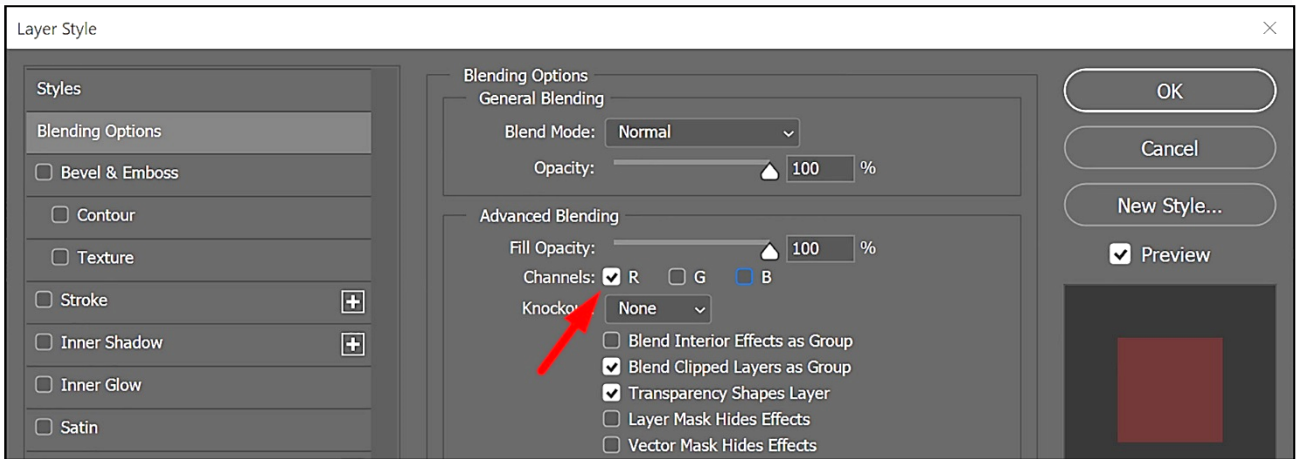 Layer Style
Styles
Blending Options
Bevel & Emboss
Contour
Texture
Stroke
Inner Shadow
Inner Glow
Satin
Blending Options
General Blending
Blend Mode: Normal
Opacity: 100 %
Advanced Blending
Fill Opacity: 100 %
Channels: R G B
None
Blend Interior Effects as Group
Blend Clipped Layers as Group
Transparency Shapes Layer
Layer Mask Hides Effects
Vector Mask Hides Effects
OK
Cancel
New Style...
Preview